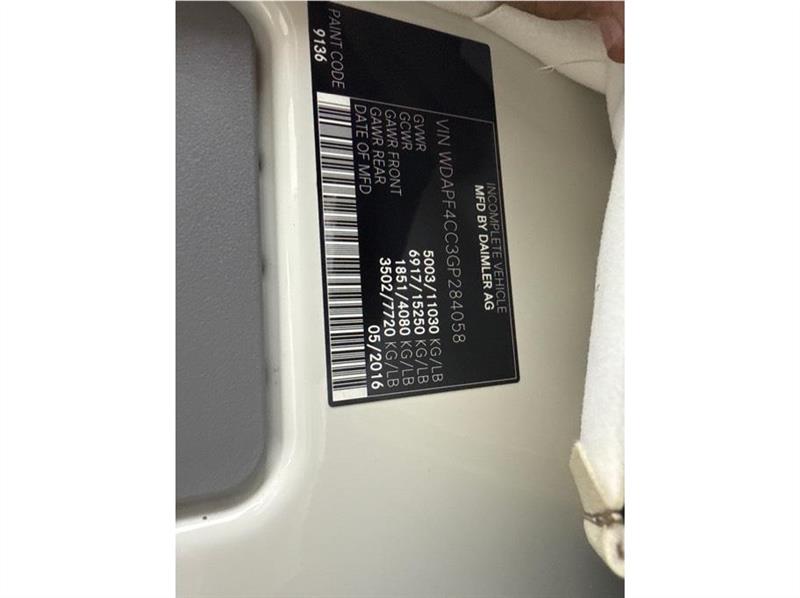 INCOMPLETE VEHICLE
MFD BY DAIMLER AG
VIN WDAPF4CC3GP284058
GVWR 5003/11030 KG/LB
GCWR 6917/15250 KG/LB
GAWR FRONT 1851/4080 KG/LB
GAWR REAR 3502/7720 KG/LB
DATE OF MFD 05/2016
PAINT CODE
9136